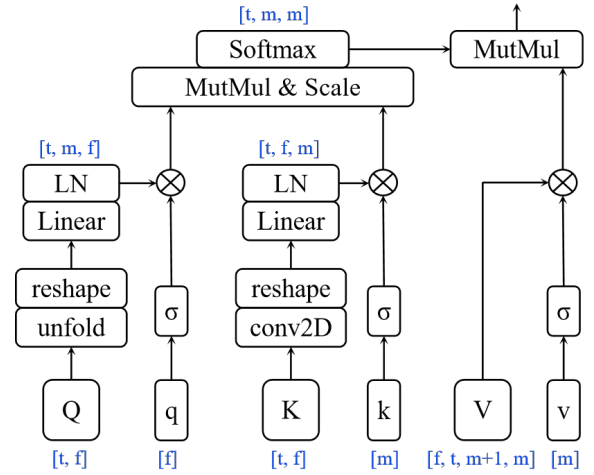 [t, m, m]
Softmax
MutMul
MutMul & Scale
[t, m, f]
[t, f, m]
LN
LN
Linear
Linear
reshape
reshape
σ
σ
σ
unfold
conv2D
Q
q
K
k
V
v
[t, f]
[f]
[t, f]
[m]
[f, t, m+1, m]
[m]